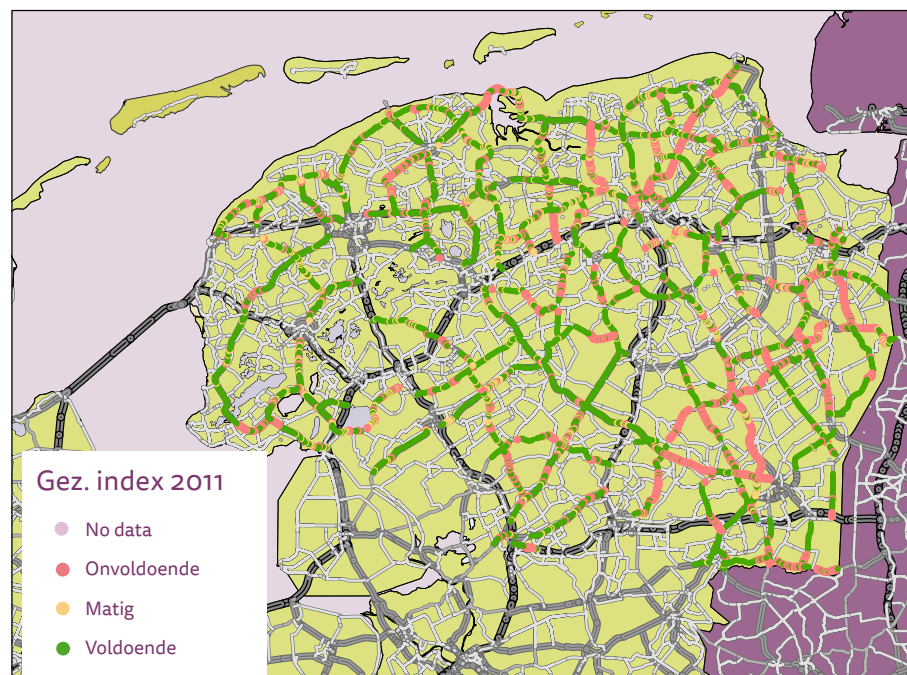 Gez. index 2011
No data
Onvoldoende
Matig
Voldoende